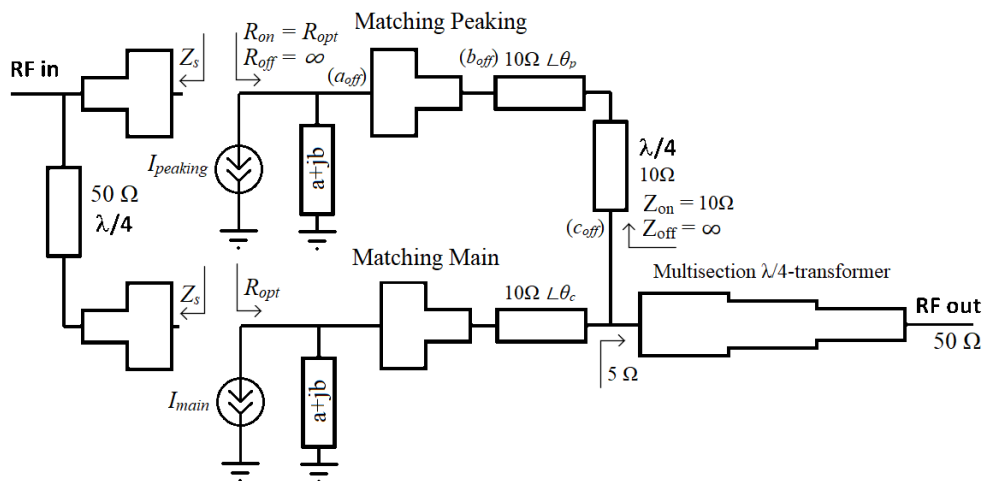 Matching Peaking
RF in
Z_s
R_on = R_opt
R_off = ∞
(a_off)
(b_off)
10Ω ∠θ_p
I_peaking
a+jb
λ/4
10Ω
Z_on = 10Ω
Z_off = ∞
(c_off)
50 Ω
λ/4
Matching Main
Multisection λ/4-transformer
Z_s
R_opt
10Ω ∠θ_c
RF out
50 Ω
5 Ω
I_main
a+jb